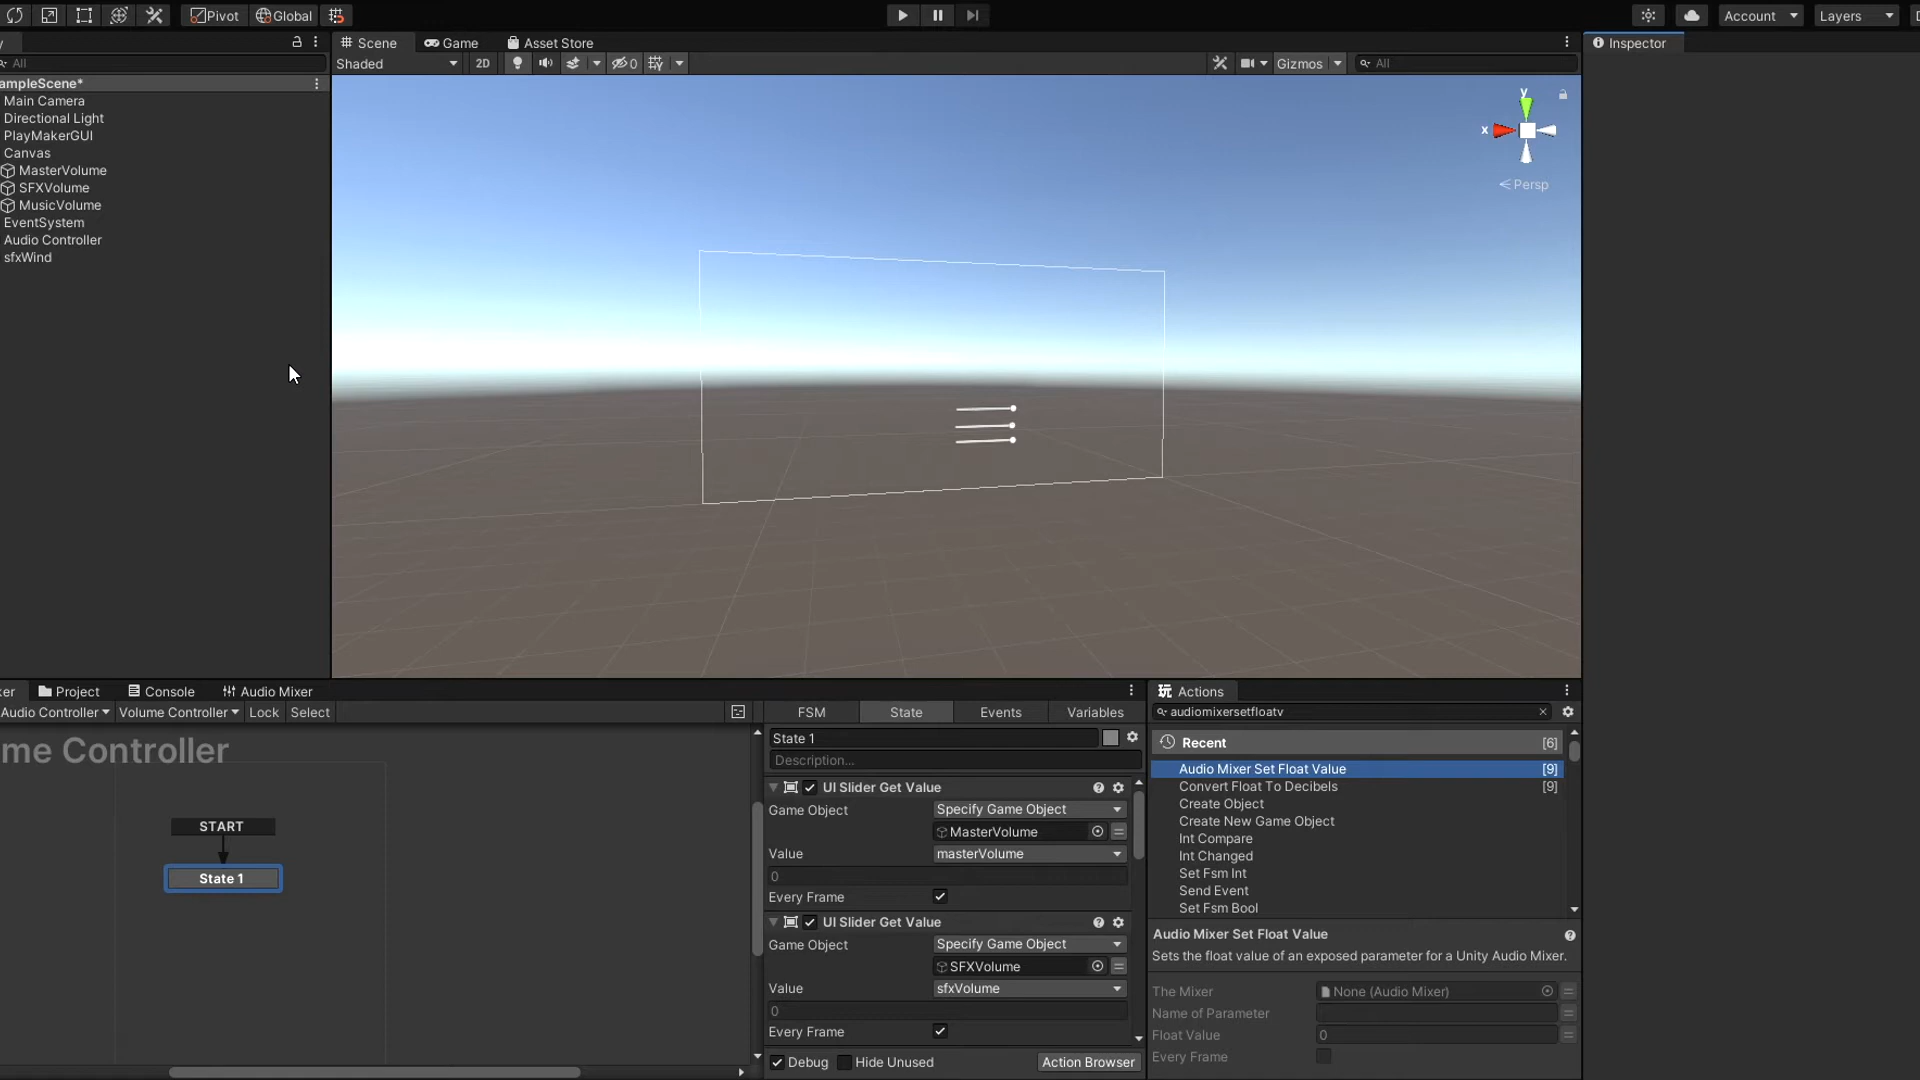 Pivot Global Account Layers
Scene Game Asset Store Inspector
All Shaded 2D 0 Gizmos All
ampleScene*
Main Camera
Directional Light
PlayMakerGUI
Canvas
MasterVolume
SFXVolume
MusicVolume
EventSystem
Audio Controller
sfxWind
y
x
Persp
ker Project Console Audio Mixer
Audio Controller Volume Controller Lock Select
me Controller
START
State 1
FSM State Events Variables
State 1
Description...
UI Slider Get Value
Game Object Specify Game Object
MasterVolume
Value masterVolume
0
Every Frame
UI Slider Get Value
Game Object Specify Game Object
SFXVolume
Value sfxVolume
0
Every Frame
Debug Hide Unused Action Browser
Actions
audiomixersetfloatv
Recent [6]
Audio Mixer Set Float Value [9]
Convert Float To Decibels [9]
Create Object
Create New Game Object
Int Compare
Int Changed
Set Fsm Int
Send Event
Set Fsm Bool
Audio Mixer Set Float Value
Sets the float value of an exposed parameter for a Unity Audio Mixer.
The Mixer None (Audio Mixer)
Name of Parameter
Float Value 0
Every Frame